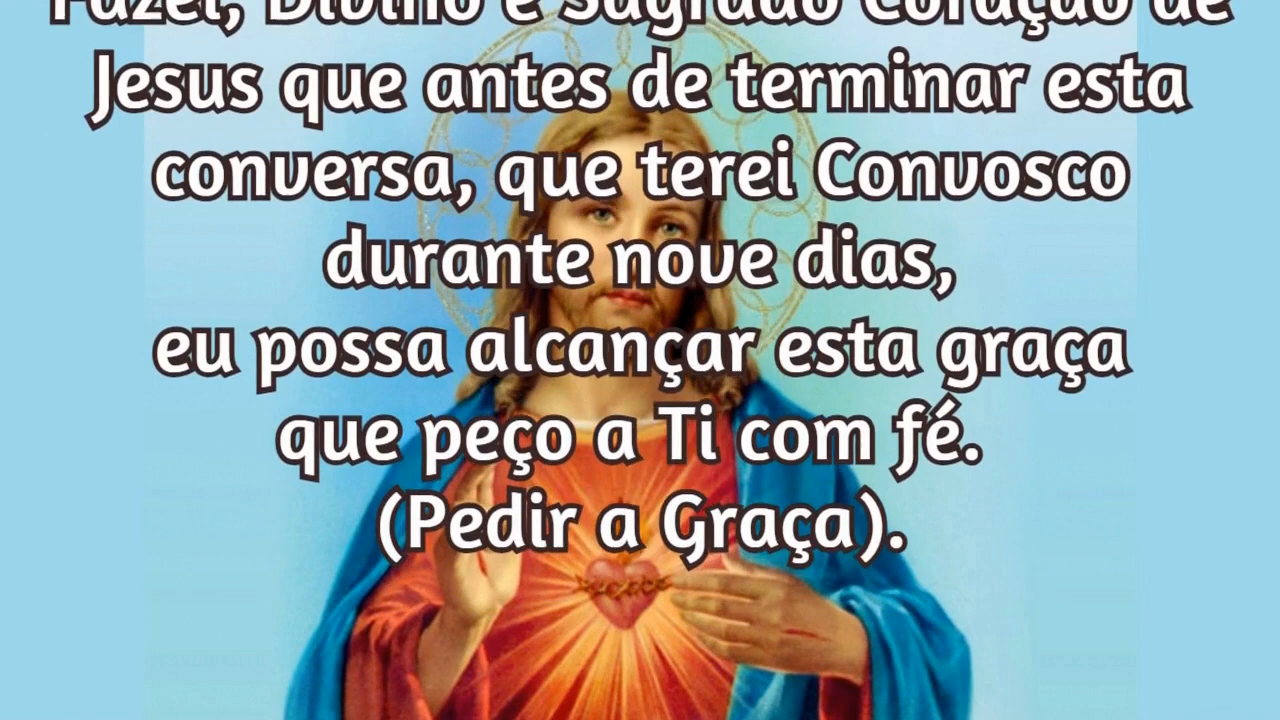 Fazei, Divino e Sagrado Coração de
Jesus que antes de terminar esta
conversa, que terei Convosco
durante nove dias,
eu possa alcançar esta graça
que peço a Ti com fé.
(Pedir a Graça).